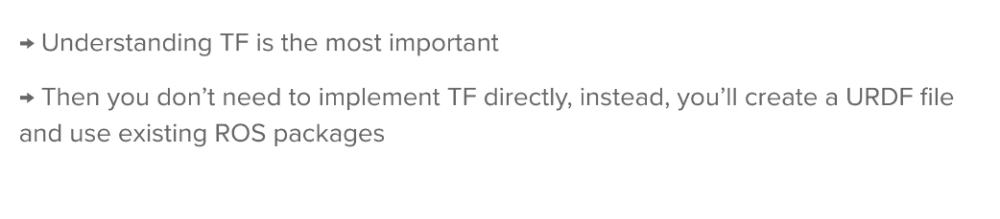 → Understanding TF is the most important
→ Then you don’t need to implement TF directly, instead, you’ll create a URDF file
and use existing ROS packages